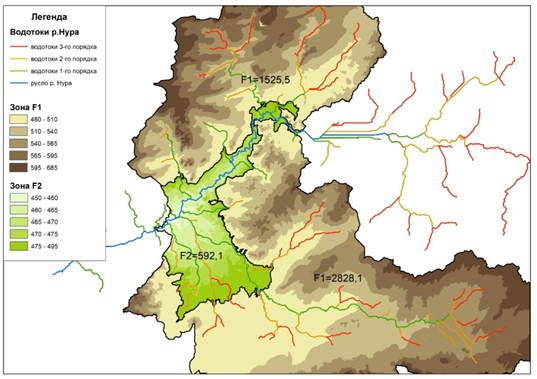 Легенда
Водотоки р.Нура
водотоки 3-го порядка
водотоки 2-го порядка
водотоки 1-го порядка
русло р. Нура
Зона F1
480 - 510
510 - 540
540 - 565
565 - 595
595 - 685
Зона F2
450 - 460
460 - 465
465 - 470
470 - 475
475 - 495
F1=1525,5
F2=592,1
F1=2828,1